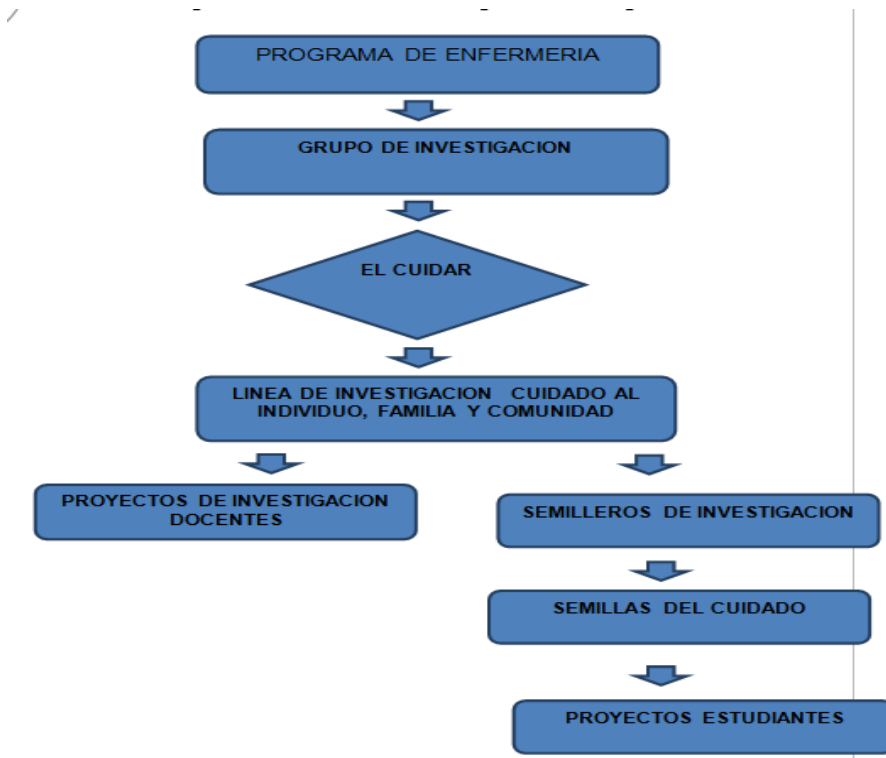 PROGRAMA DE ENFERMERIA
GRUPO DE INVESTIGACION
EL CUIDAR
LINEA DE INVESTIGACION CUIDADO AL
INDIVIDUO, FAMILIA Y COMUNIDAD
PROYECTOS DE INVESTIGACION
DOCENTES
SEMILLEROS DE INVESTIGACION
SEMILLAS DEL CUIDADO
PROYECTOS ESTUDIANTES